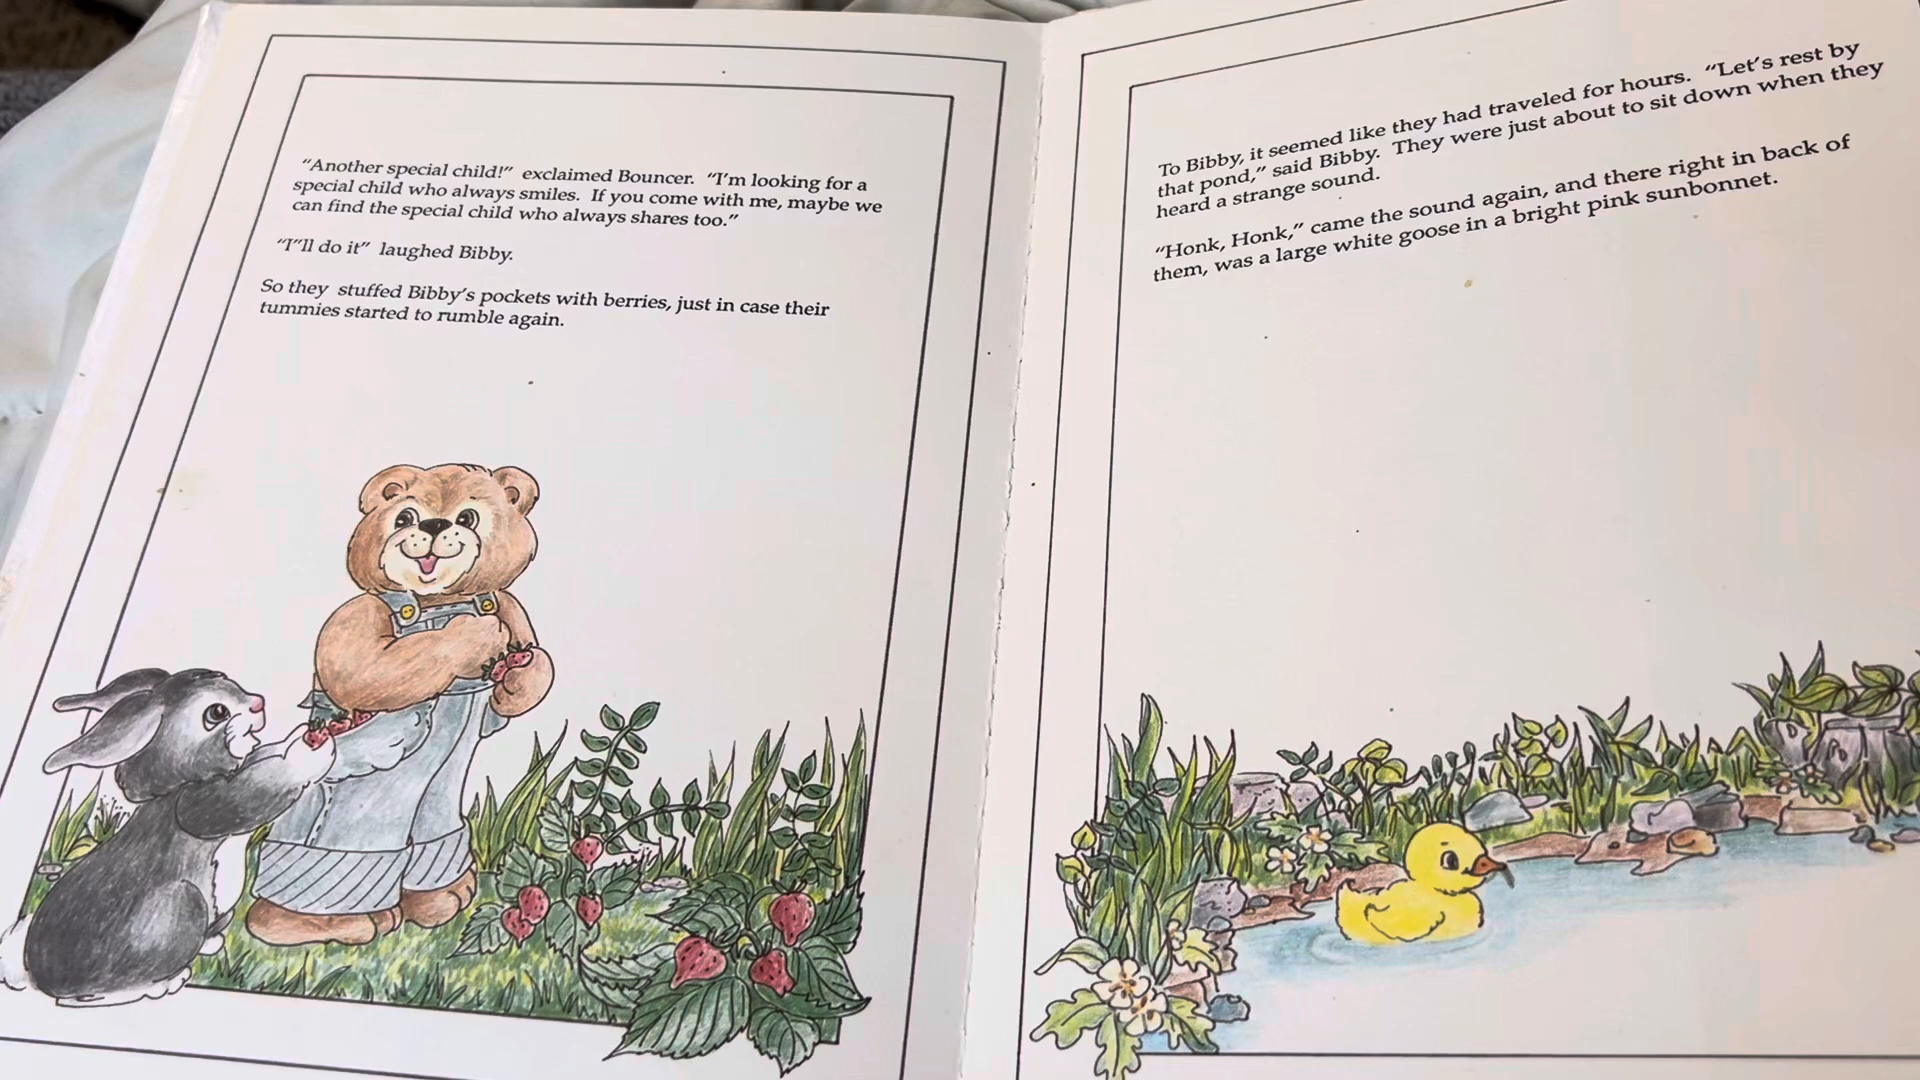 “Another special child!” exclaimed Bouncer. “I’m looking for a
special child who always smiles. If you come with me, maybe we
can find the special child who always shares too.”
“I”ll do it” laughed Bibby.
So they stuffed Bibby’s pockets with berries, just in case their
tummies started to rumble again.
To Bibby, it seemed like they had traveled for hours. “Let’s rest by
that pond,” said Bibby. They were just about to sit down when they
heard a strange sound.
“Honk, Honk,” came the sound again, and there right in back of
them, was a large white goose in a bright pink sunbonnet.